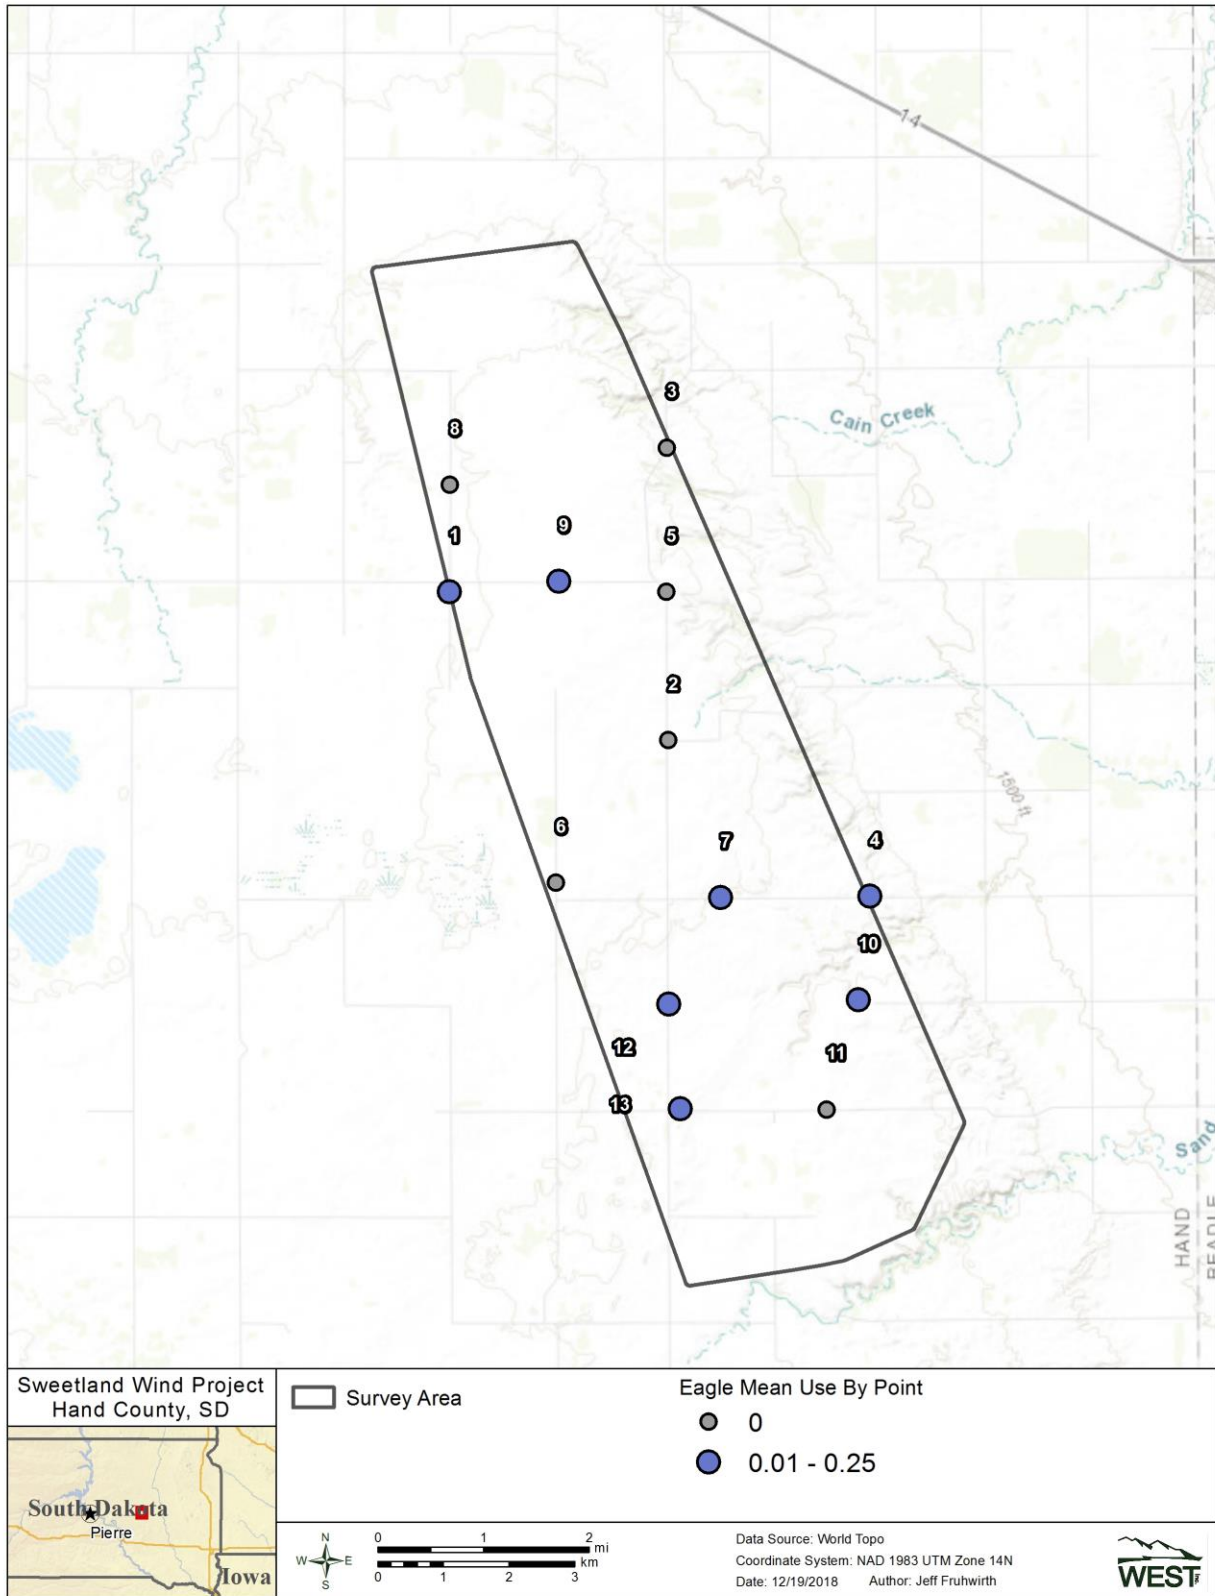 14
3
Cain Creek
8
1
9
5
2
1500 ft
6
7
4
10
12
11
13
Sand
HAND
BEADLE
Sweetland Wind Project
Hand County, SD
South Dakota
Pierre
Iowa
Survey Area
Eagle Mean Use By Point
0
0.01 - 0.25
N
W E
S
0 1 2
mi
km
0 1 2 3
Data Source: World Topo
Coordinate System: NAD 1983 UTM Zone 14N
Date: 12/19/2018 Author: Jeff Fruhwirth
WEST